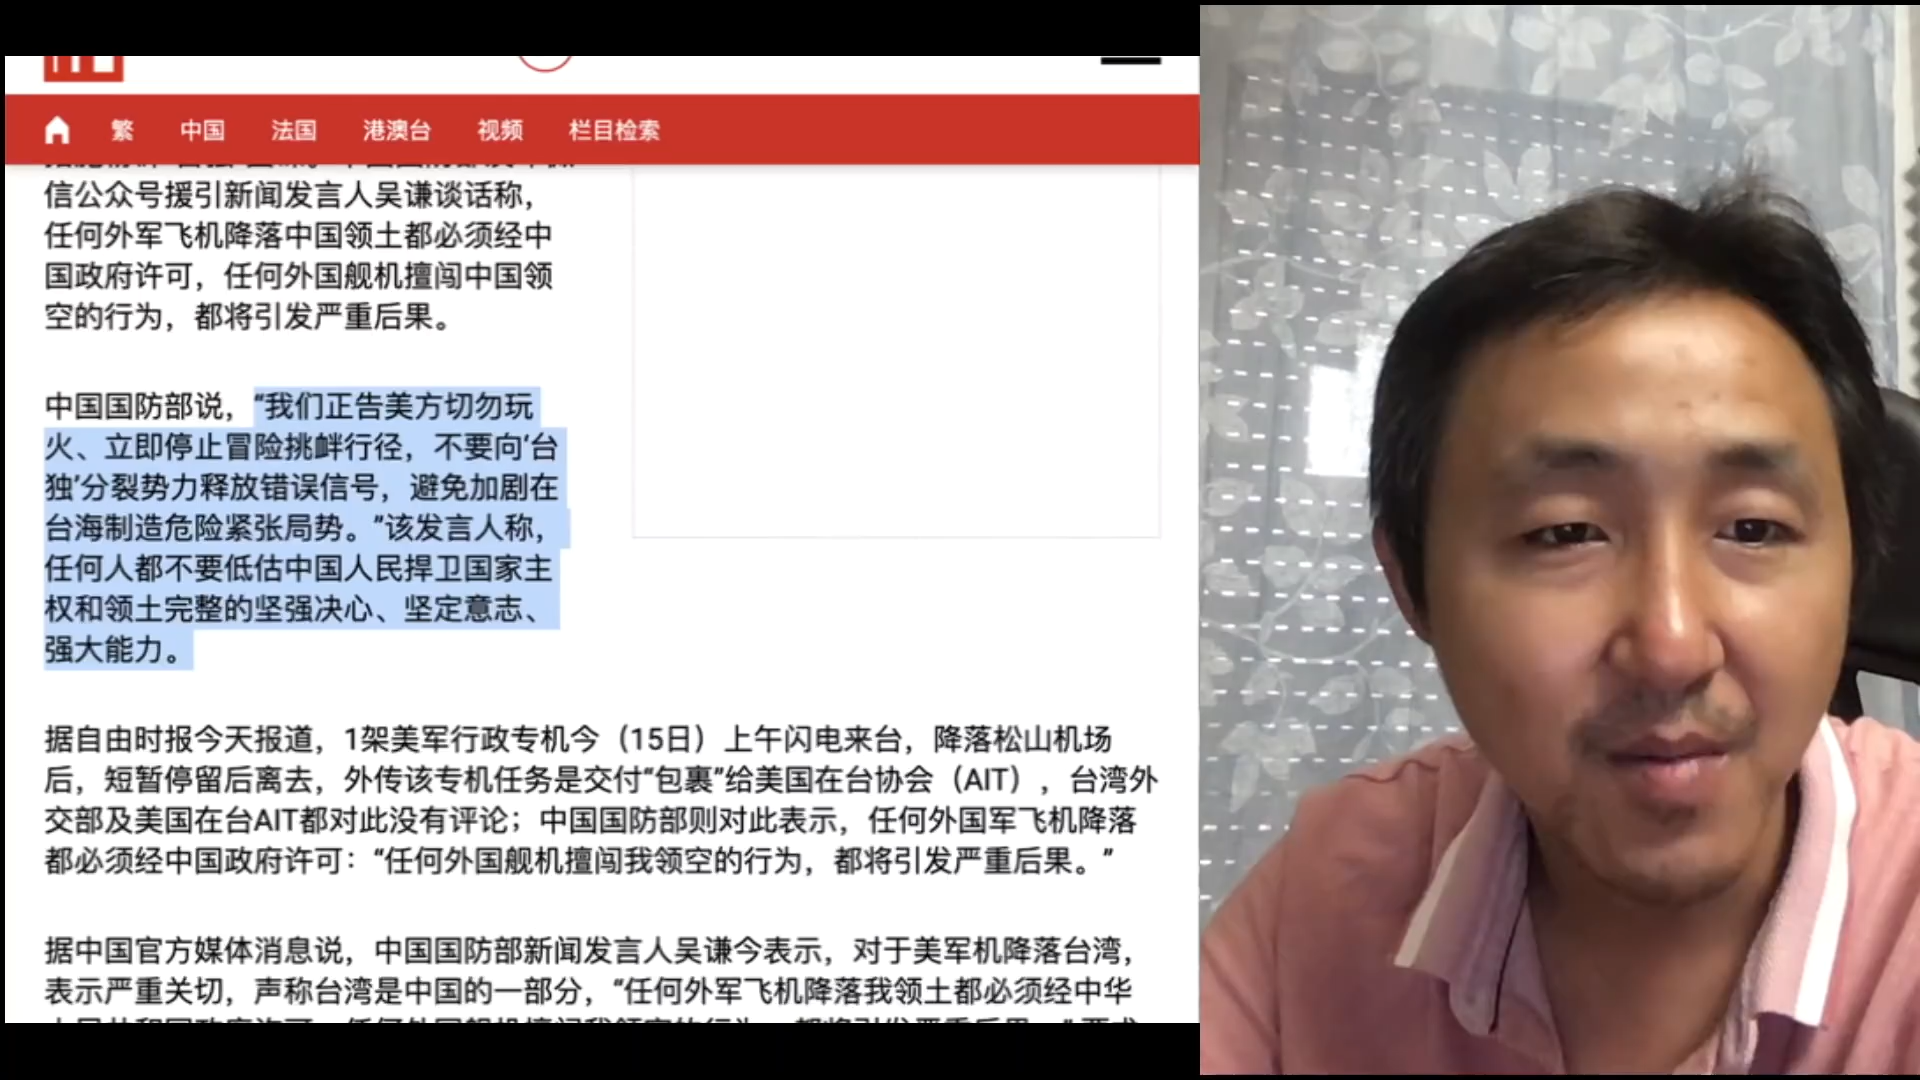 繁 中国 法国 港澳台 视频 栏目检索
信公众号援引新闻发言人吴谦谈话称，
任何外军飞机降落中国领土都必须经中
国政府许可，任何外国舰机擅闯中国领
空的行为，都将引发严重后果。
中国国防部说，“我们正告美方切勿玩
火、立即停止冒险挑衅行径，不要向‘台
独’分裂势力释放错误信号，避免加剧在
台海制造危险紧张局势。”该发言人称，
任何人都不要低估中国人民捍卫国家主
权和领土完整的坚强决心、坚定意志、
强大能力。
据自由时报今天报道，1架美军行政专机今（15日）上午闪电来台，降落松山机场
后，短暂停留后离去，外传该专机任务是交付“包裹”给美国在台协会（AIT），台湾外
交部及美国在台AIT都对此没有评论；中国国防部则对此表示，任何外国军飞机降落
都必须经中国政府许可：“任何外国舰机擅闯我领空的行为，都将引发严重后果。”
据中国官方媒体消息说，中国国防部新闻发言人吴谦今表示，对于美军机降落台湾，
表示严重关切，声称台湾是中国的一部分，“任何外军飞机降落我领土都必须经中华